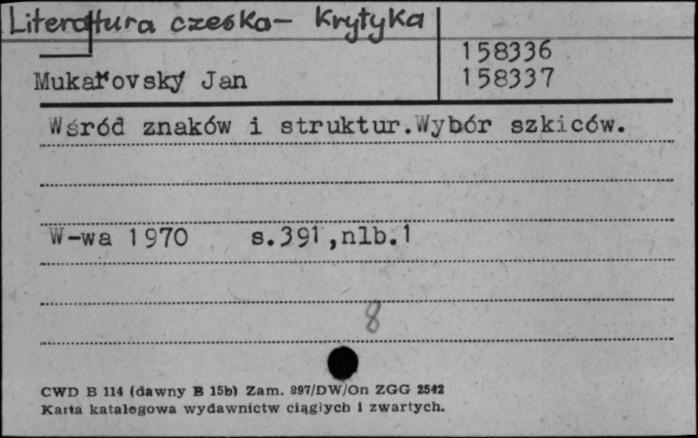 Literatura czeska- Krytyka
158336
Mukařovský Jan
158337
Wśród znaków i struktur.Wybór szkiców.
W-wa 1970 s.391,nlb.1
8
CWD B 114 (dawny B 15b) Zam. 897/DW/On ZGG 2542
Karta katalogowa wydawnictw ciągłych i zwartych.